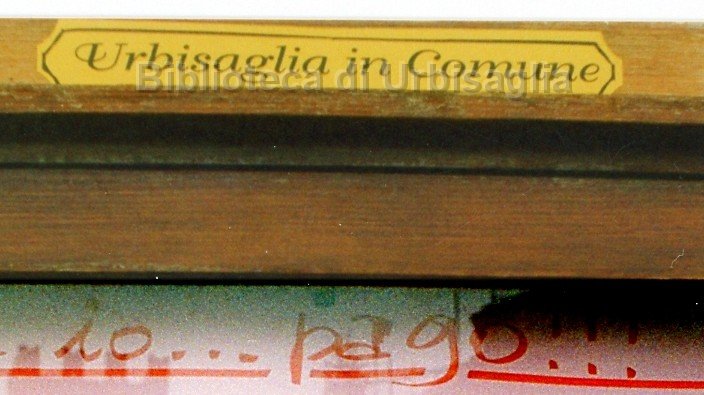 Urbisaglia in Comune
Biblioteca di Urbisaglia
io... pago!!!